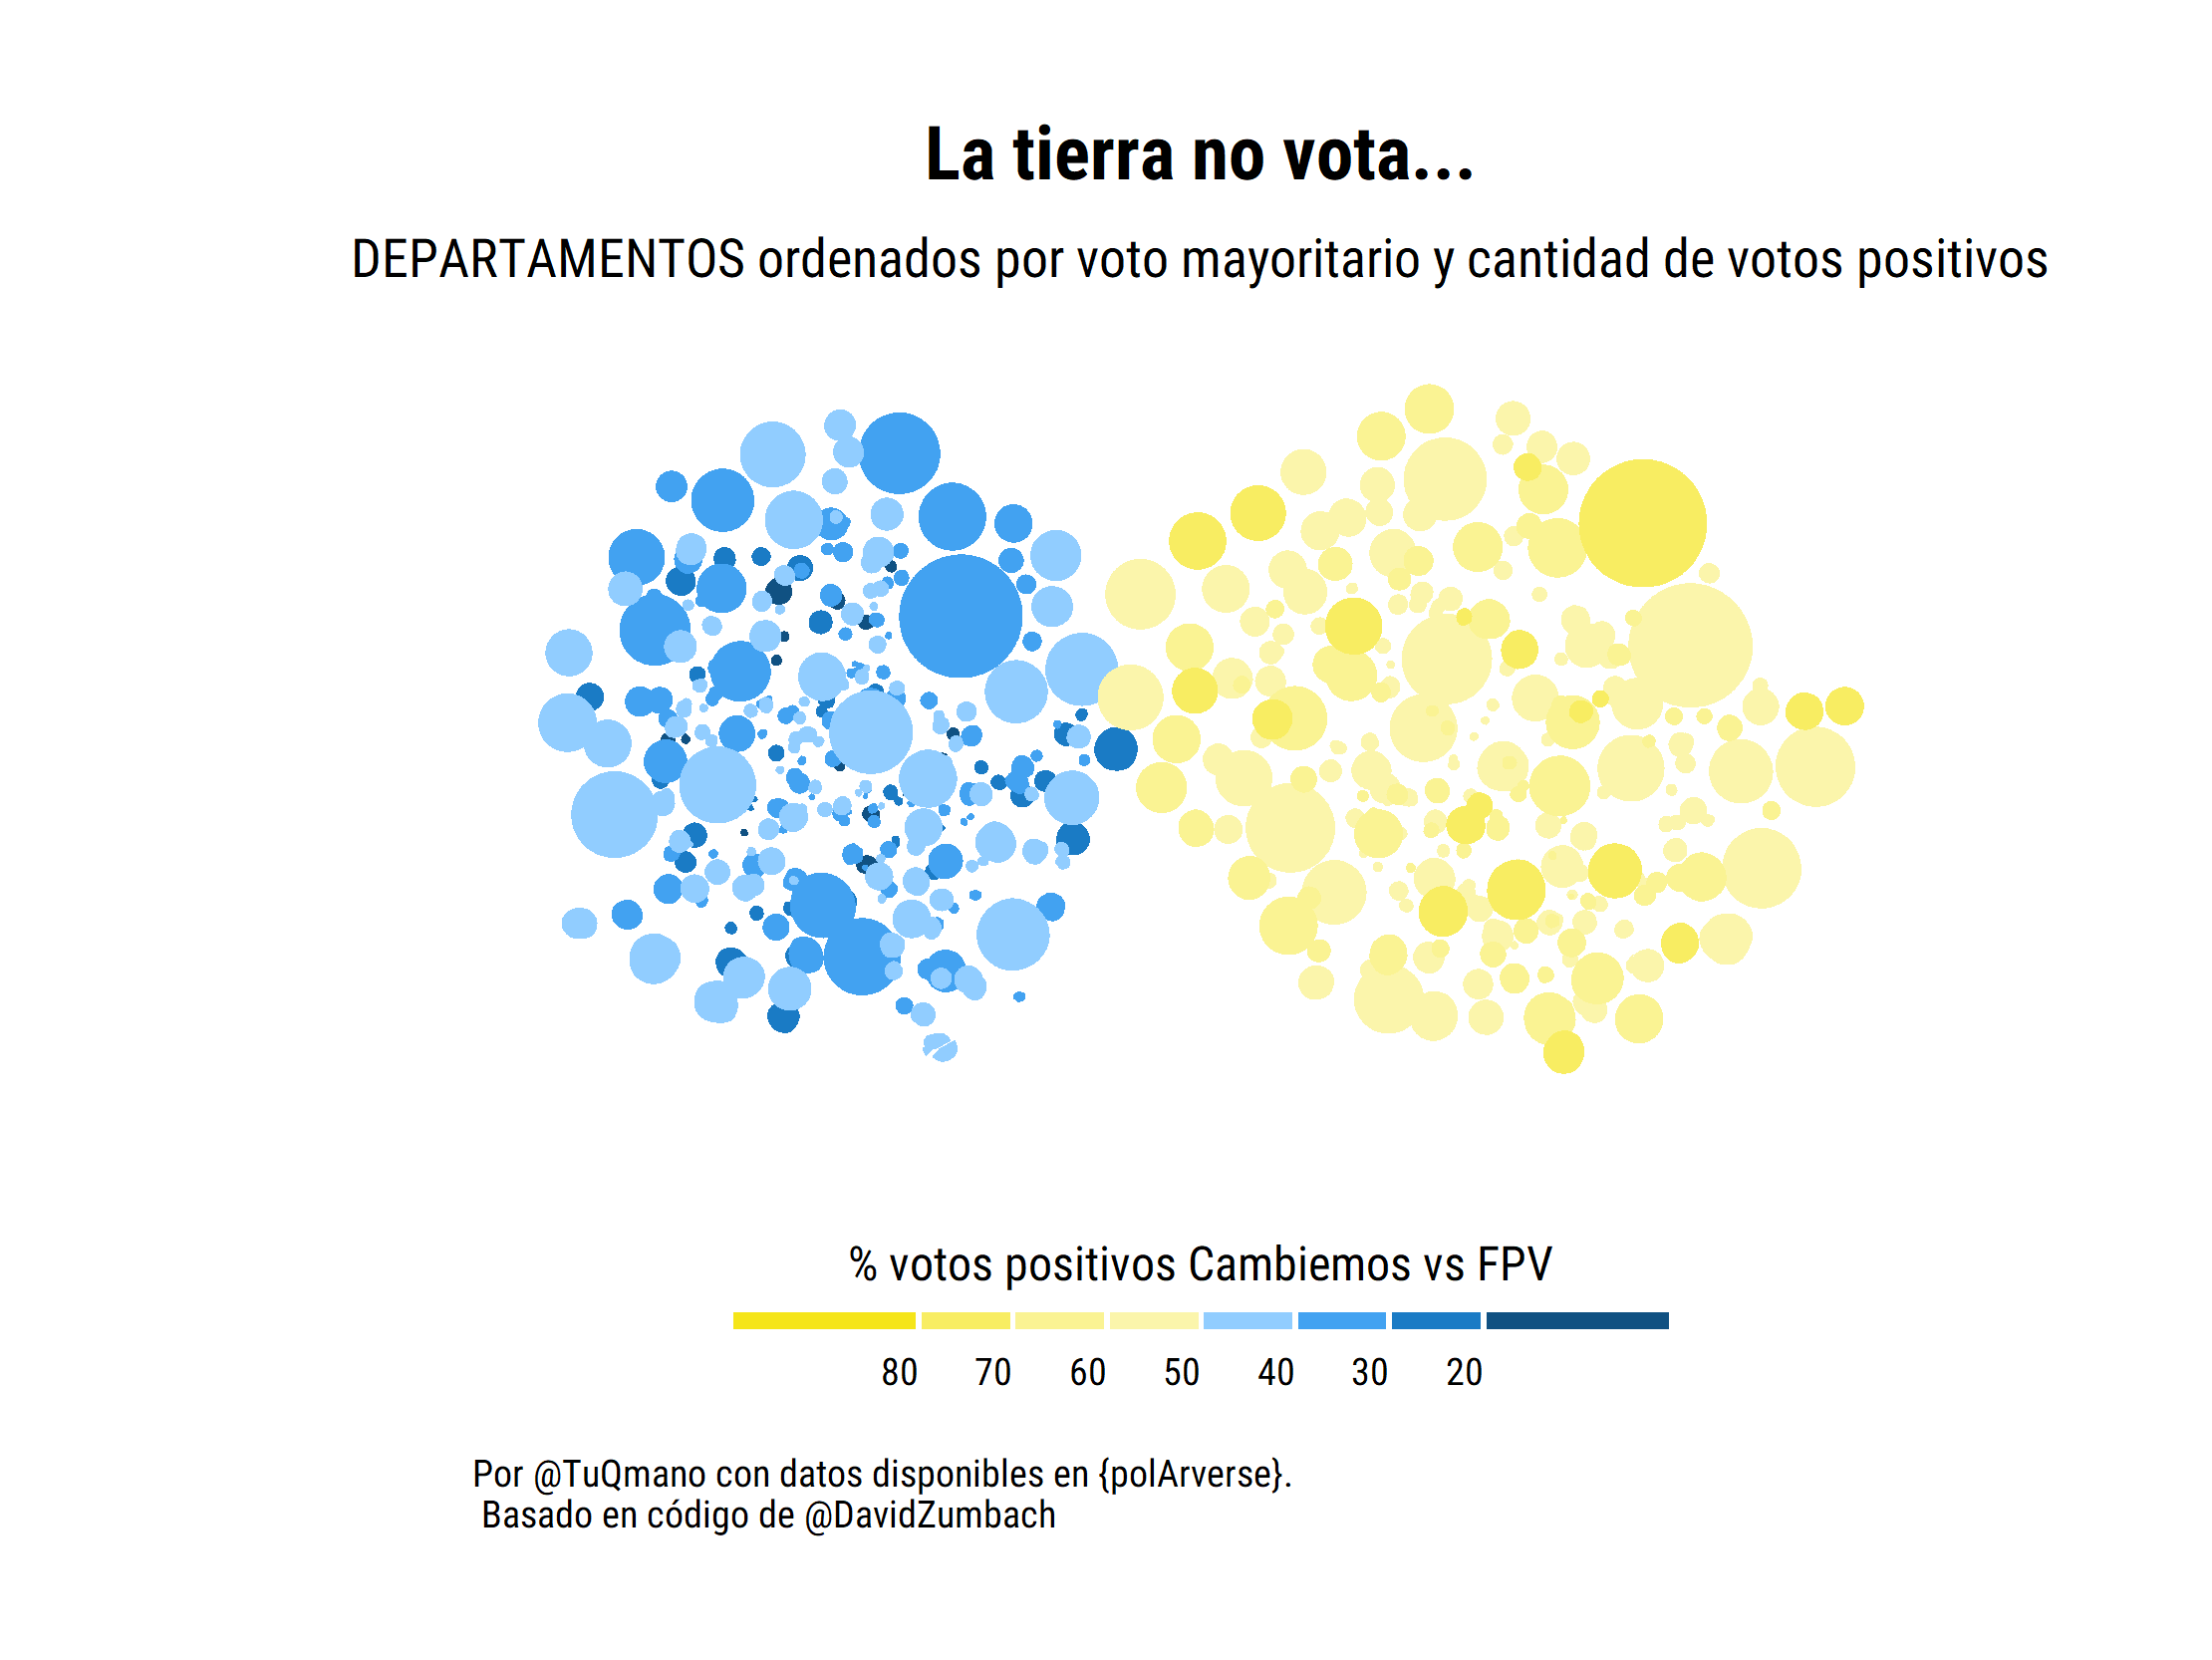 La tierra no vota...
DEPARTAMENTOS ordenados por voto mayoritario y cantidad de votos positivos
% votos positivos Cambiemos vs FPV
80 70 60 50 40 30 20
Por @TuQmano con datos disponibles en {polArverse}.
Basado en código de @DavidZumbach